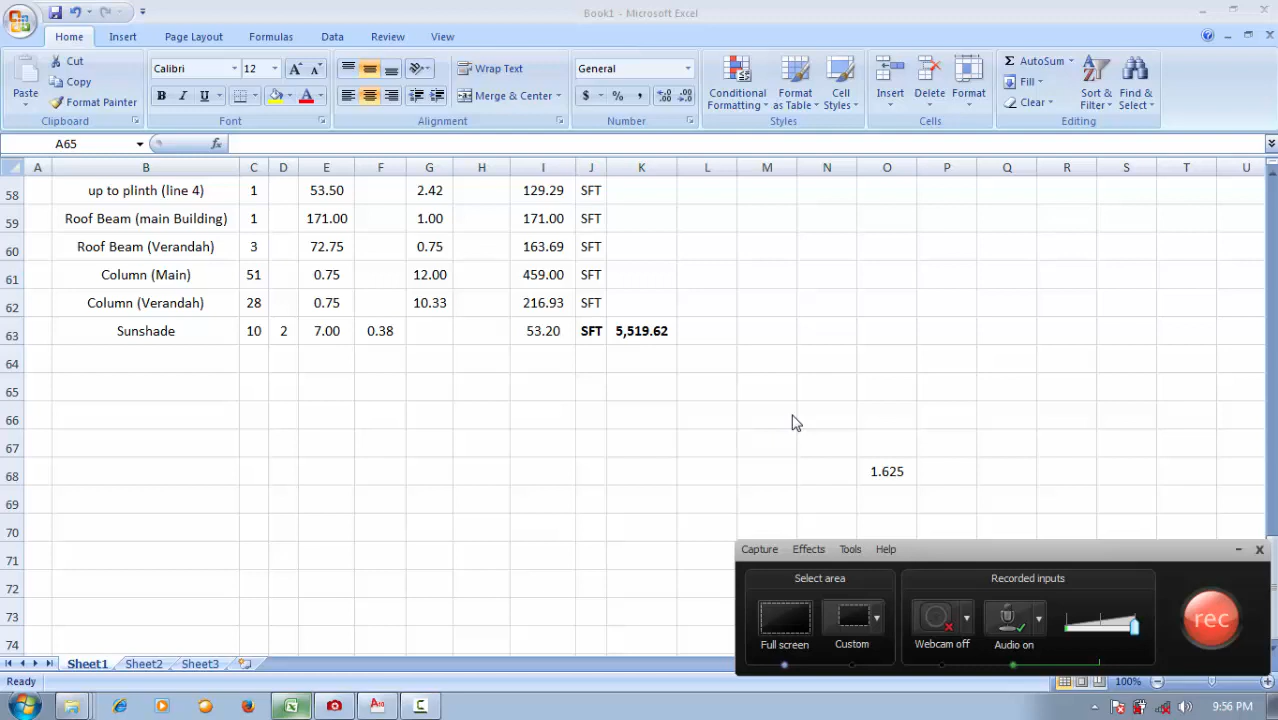 Book1 - Microsoft Excel
Home Insert Page Layout Formulas Data Review View
Cut
Copy
Format Painter
Paste
Clipboard
Calibri 12
B I U
Font
Wrap Text
Merge & Center
Alignment
General
$ % ,
Number
Conditional Formatting
Format as Table
Cell Styles
Styles
Insert Delete Format
Cells
Σ AutoSum
Fill
Clear
Sort & Filter
Find & Select
Editing
A65 fx
A B C D E F G H I J K L M N O P Q R S T U
58 up to plinth (line 4) 1 53.50 2.42 129.29 SFT
59 Roof Beam (main Building) 1 171.00 1.00 171.00 SFT
60 Roof Beam (Verandah) 3 72.75 0.75 163.69 SFT
61 Column (Main) 51 0.75 12.00 459.00 SFT
62 Column (Verandah) 28 0.75 10.33 216.93 SFT
63 Sunshade 10 2 7.00 0.38 53.20 SFT 5,519.62
64
65
66
67
68 1.625
69
70
71
72
73
74
Capture Effects Tools Help
Select area
Recorded inputs
Full screen
Custom
Webcam off
Audio on
rec
Sheet1 Sheet2 Sheet3
Ready
100%
9:56 PM